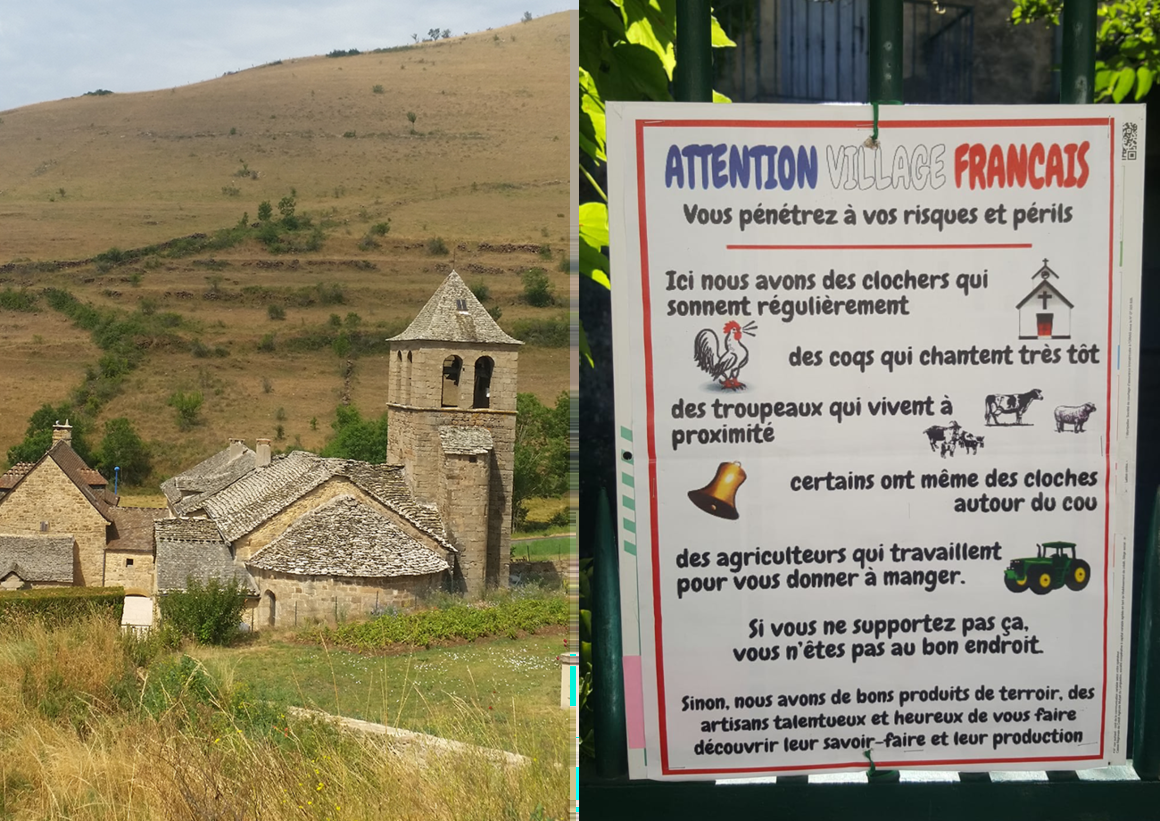 ATTENTION VILLAGE FRANCAIS
Vous pénétrez à vos risques et périls
Ici nous avons des clochers qui
sonnent régulièrement
des coqs qui chantent très tôt
des troupeaux qui vivent à
proximité
certains ont même des cloches
autour du cou
des agriculteurs qui travaillent
pour vous donner à manger.
Si vous ne supportez pas ça,
vous n'êtes pas au bon endroit.
Sinon, nous avons de bons produits de terroir, des
artisans talentueux et heureux de vous faire
découvrir leur savoir-faire et leur production